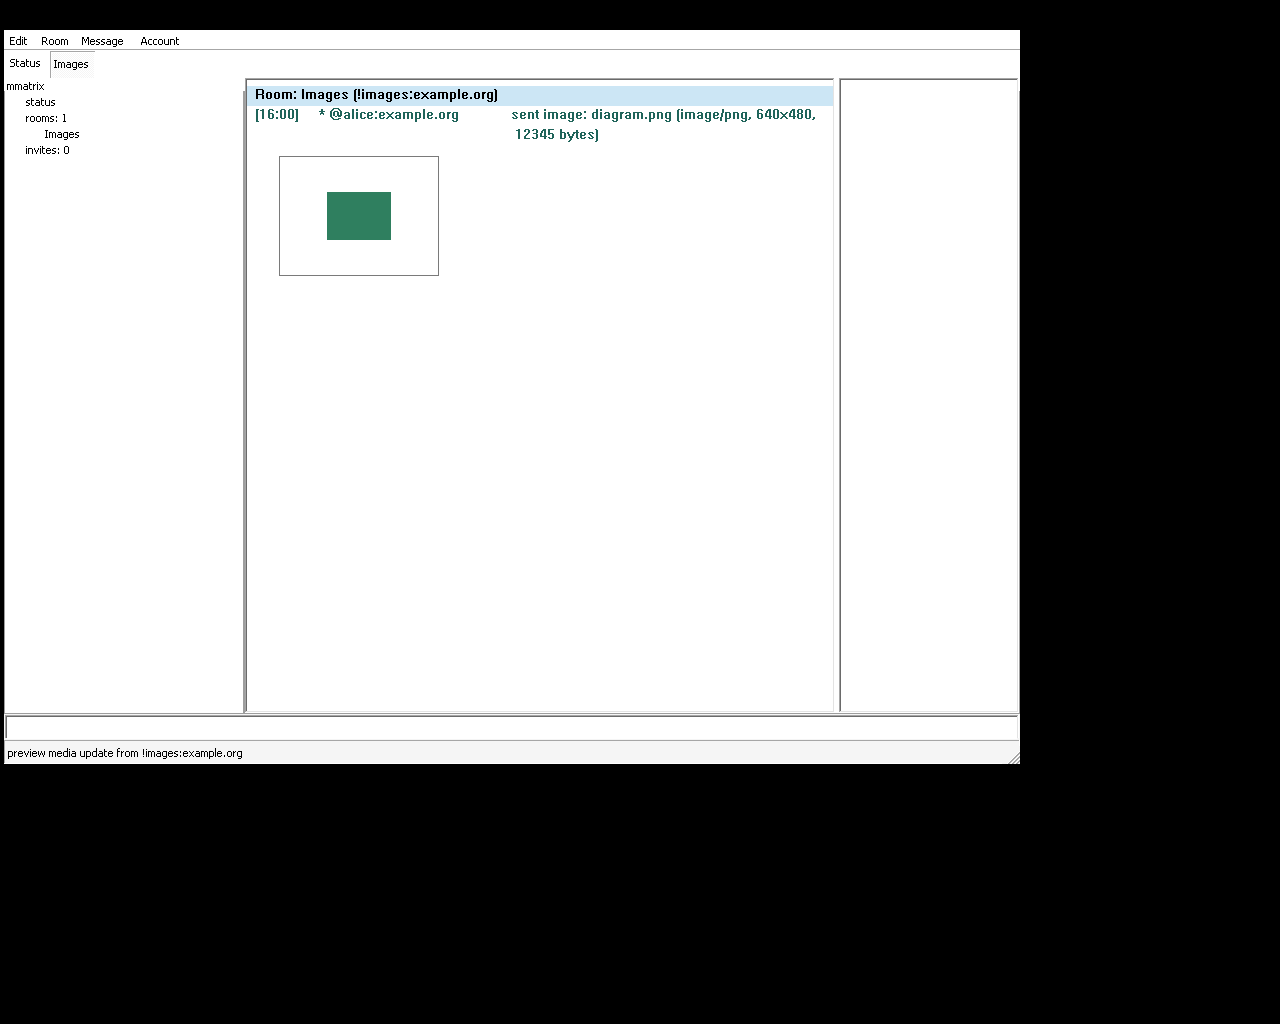 Edit Room Message Account
Status Images
mmatrix
status
rooms: 1
Images
invites: 0
Room: Images (!images:example.org)
[16:00] * @alice:example.org sent image: diagram.png (image/png, 640x480,
12345 bytes)
preview media update from !images:example.org